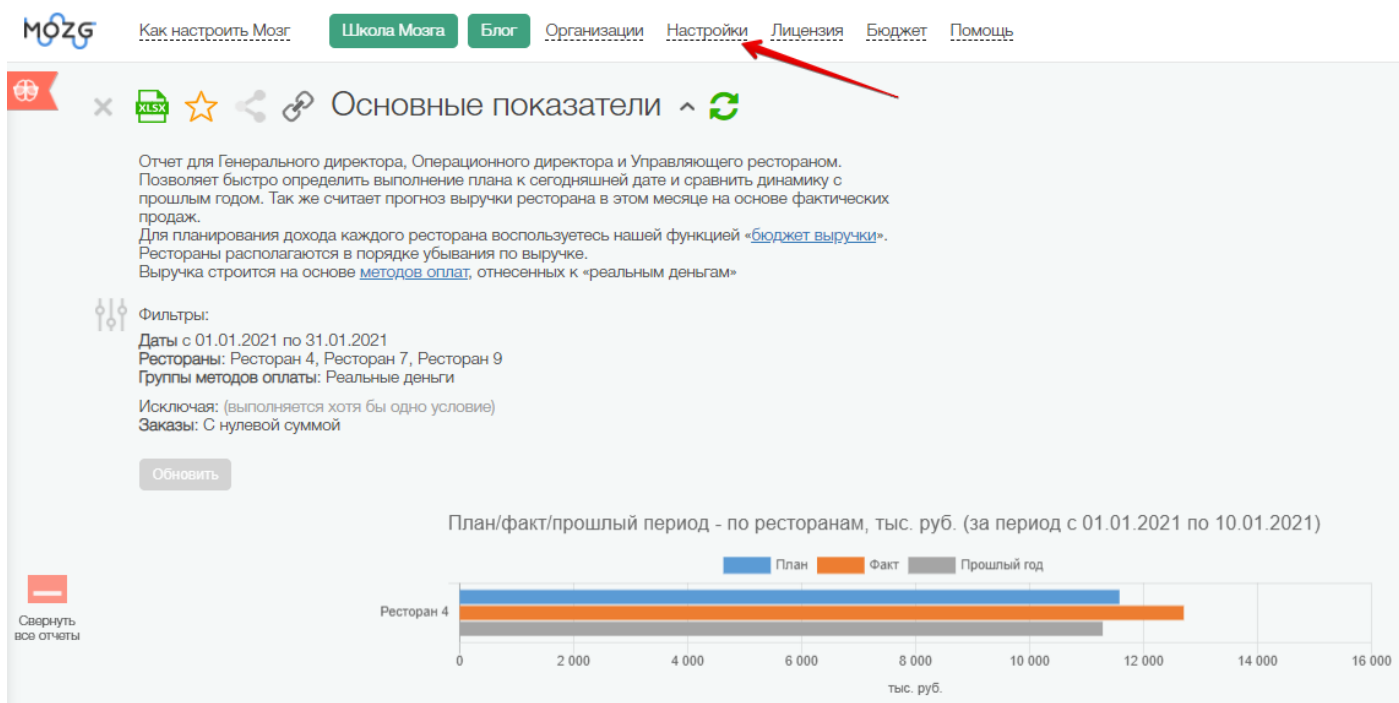 MOZG
Как настроить Мозг
Школа Мозга
Блог
Организации
Настройки
Лицензия
Бюджет
Помощь
XLSX
Основные показатели
Отчет для Генерального директора, Операционного директора и Управляющего рестораном.
Позволяет быстро определить выполнение плана к сегодняшней дате и сравнить динамику с
прошлым годом. Так же считает прогноз выручки ресторана в этом месяце на основе фактических
продаж.
Для планирования дохода каждого ресторана воспользуетесь нашей функцией «бюджет выручки».
Рестораны располагаются в порядке убывания по выручке.
Выручка строится на основе методов оплат, отнесенных к «реальным деньгам»
Фильтры:
Даты с 01.01.2021 по 31.01.2021
Рестораны: Ресторан 4, Ресторан 7, Ресторан 9
Группы методов оплаты: Реальные деньги
Исключая: (выполняется хотя бы одно условие)
Заказы: С нулевой суммой
Обновить
План/факт/прошлый период - по ресторанам, тыс. руб. (за период с 01.01.2021 по 10.01.2021)
План
Факт
Прошлый год
Ресторан 4
0 2 000 4 000 6 000 8 000 10 000 12 000 14 000 16 000
тыс. руб.
Свернуть
все отчеты